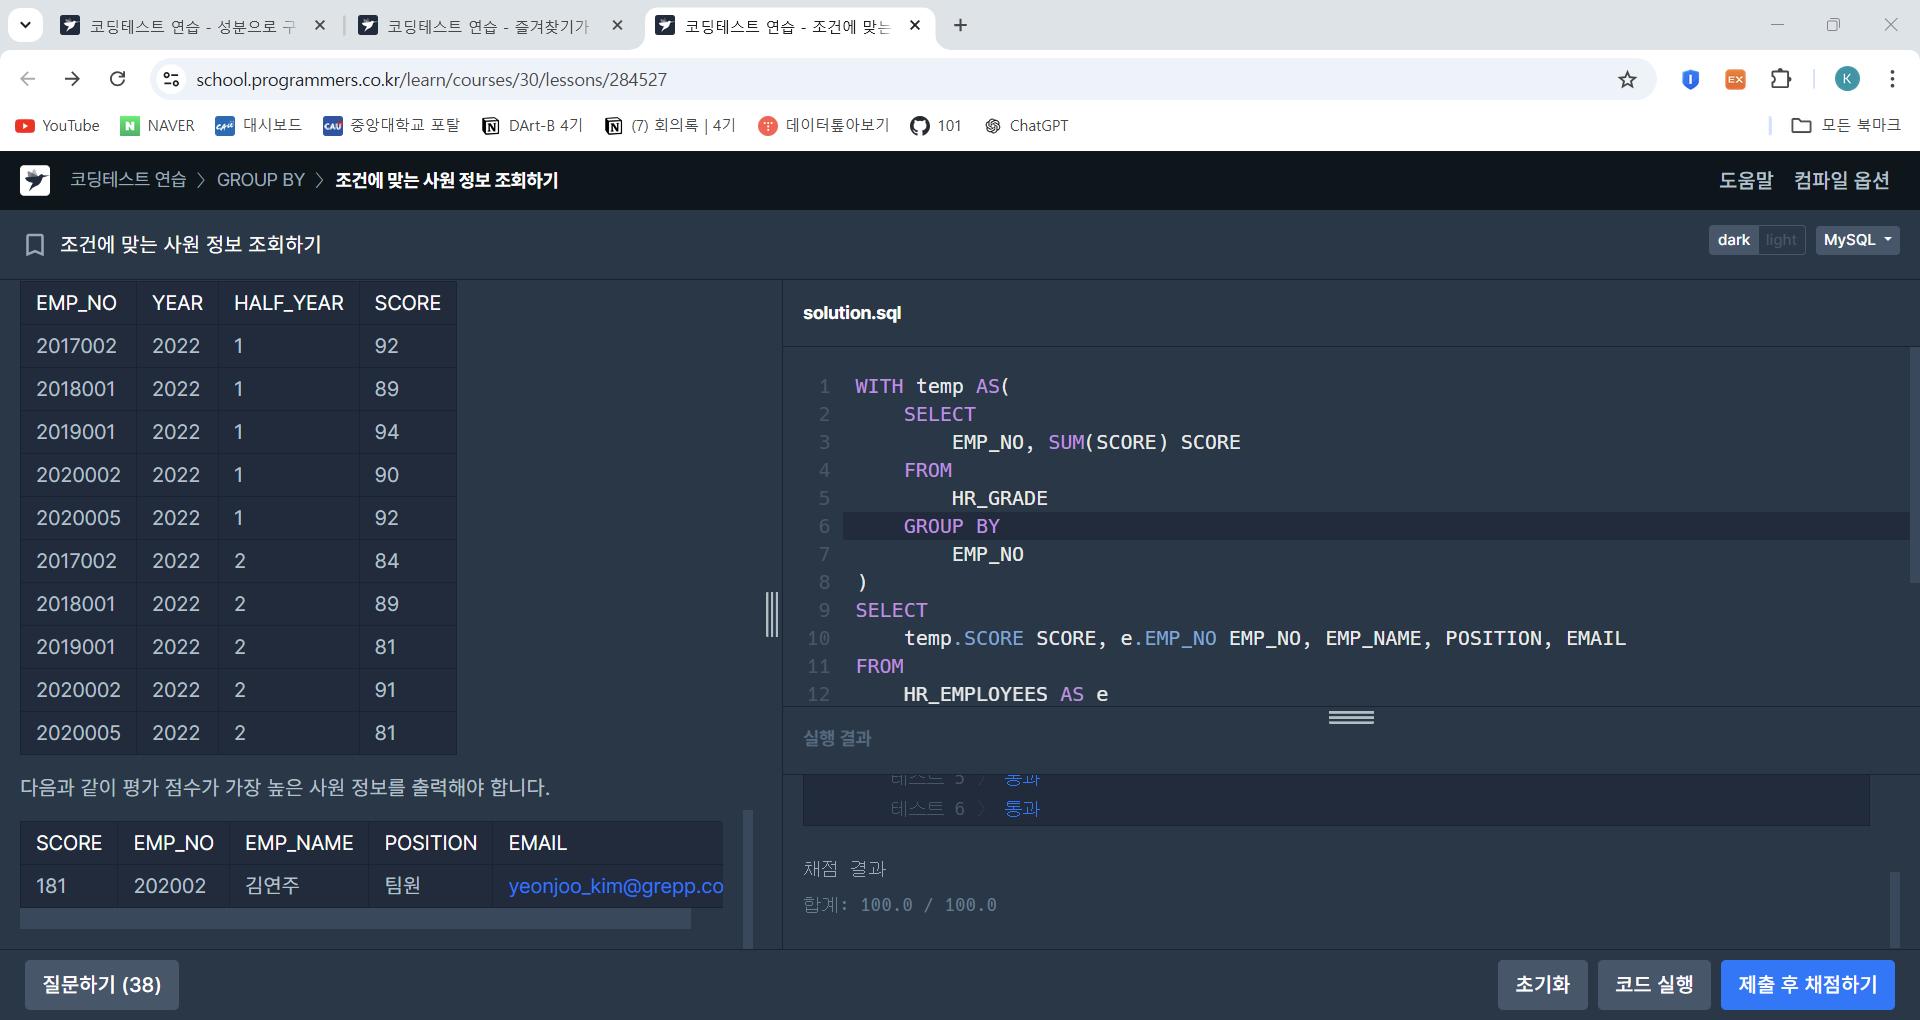 코딩테스트 연습 - 성분으로 구
코딩테스트 연습 - 즐겨찾기가
코딩테스트 연습 - 조건에 맞는
school.programmers.co.kr/learn/courses/30/lessons/284527
EX
K
YouTube
N NAVER
대시보드
CAU 중앙대학교 포탈
DArt-B 4기
(7) 회의록 | 4기
데이터톺아보기
101
ChatGPT
모든 북마크
코딩테스트 연습 > GROUP BY > 조건에 맞는 사원 정보 조회하기
도움말 컴파일 옵션
조건에 맞는 사원 정보 조회하기
dark light MySQL
EMP_NO YEAR HALF_YEAR SCORE
2017002 2022 1 92
2018001 2022 1 89
2019001 2022 1 94
2020002 2022 1 90
2020005 2022 1 92
2017002 2022 2 84
2018001 2022 2 89
2019001 2022 2 81
2020002 2022 2 91
2020005 2022 2 81
다음과 같이 평가 점수가 가장 높은 사원 정보를 출력해야 합니다.
SCORE EMP_NO EMP_NAME POSITION EMAIL
181 202002 김연주 팀원 yeonjoo_kim@grepp.co
질문하기 (38)
solution.sql
1 WITH temp AS(
2 SELECT
3 EMP_NO, SUM(SCORE) SCORE
4 FROM
5 HR_GRADE
6 GROUP BY
7 EMP_NO
8 )
9 SELECT
10 temp.SCORE SCORE, e.EMP_NO EMP_NO, EMP_NAME, POSITION, EMAIL
11 FROM
12 HR_EMPLOYEES AS e
실행 결과
테스트 5 > 통과
테스트 6 > 통과
채점 결과
합계: 100.0 / 100.0
초기화 코드 실행 제출 후 채점하기